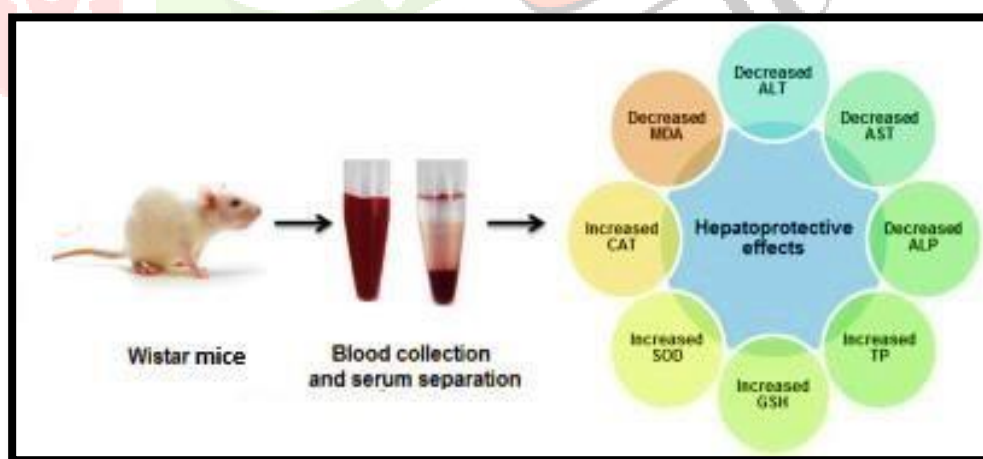 Wistar mice
Blood collection
and serum separation
Hepatoprotective
effects
Decreased
ALT
Decreased
AST
Decreased
ALP
Increased
TP
Increased
GSH
Increased
SOD
Increased
CAT
Decreased
MDA